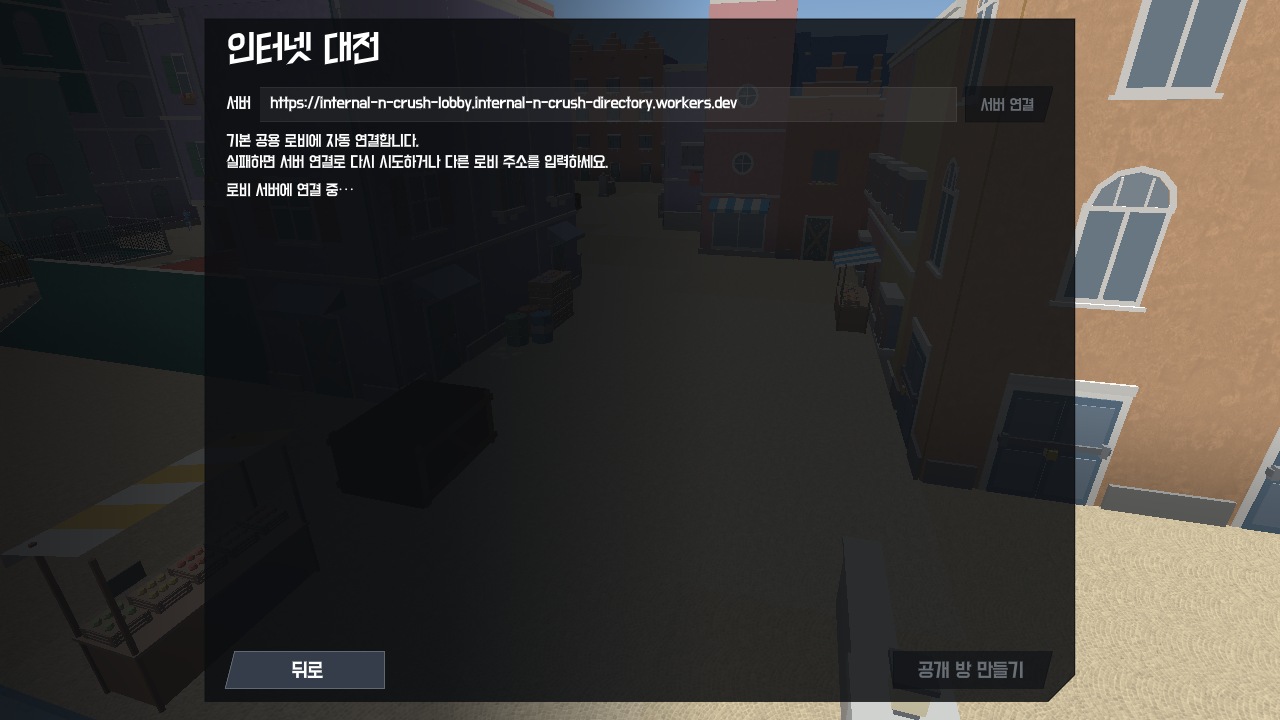 인터넷 대전
서버 https://internal-n-crush-lobby.internal-n-crush-directory.workers.dev 서버 연결
기본 공용 로비에 자동 연결합니다.
실패하면 서버 연결로 다시 시도하거나 다른 로비 주소를 입력하세요.
로비 서버에 연결 중···
뒤로 공개 방 만들기